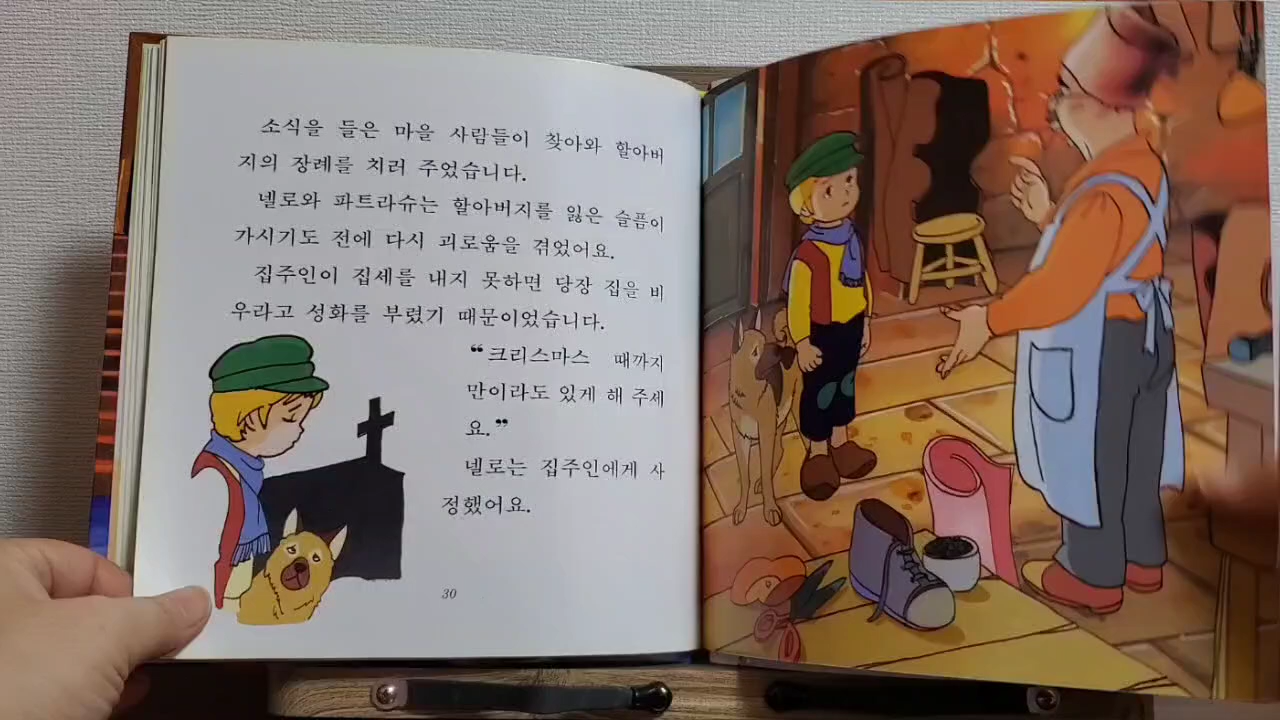 소식을 들은 마을 사람들이 찾아와 할아버
지의 장례를 치러 주었습니다.
넬로와 파트라슈는 할아버지를 잃은 슬픔이
가시기도 전에 다시 괴로움을 겪었어요.
집주인이 집세를 내지 못하면 당장 집을 비
우라고 성화를 부렸기 때문이었습니다.
“크리스마스 때까지
만이라도 있게 해 주세
요.”
넬로는 집주인에게 사
정했어요.
30